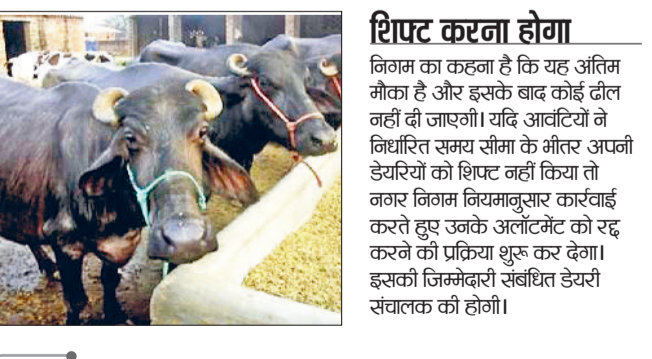 शिफ्ट करना होगा
निगम का कहना है कि यह अंतिम
मौका है और इसके बाद कोई ढील
नहीं दी जाएगी। यदि आवंटियों ने
निर्धारित समय सीमा के भीतर अपनी
डेयरियों को शिफ्ट नहीं किया तो
नगर निगम नियमानुसार कार्रवाई
करते हुए उनके अलॉटमेंट को रद्द
करने की प्रक्रिया शुरू कर देगा।
इसकी जिम्मेदारी संबंधित डेयरी
संचालक की होगी।